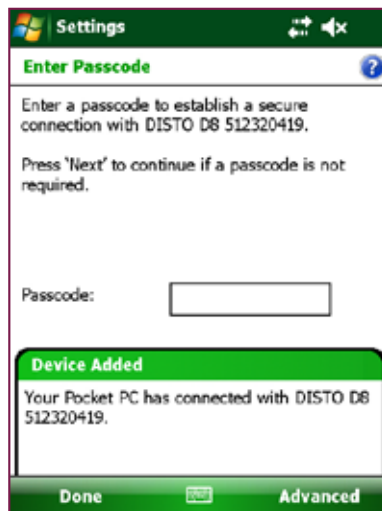 Settings
Enter Passcode
Enter a passcode to establish a secure
connection with DISTO D8 512320419.
Press 'Next' to continue if a passcode is not
required.
Passcode:
Device Added
Your Pocket PC has connected with DISTO D8
512320419.
Done Advanced